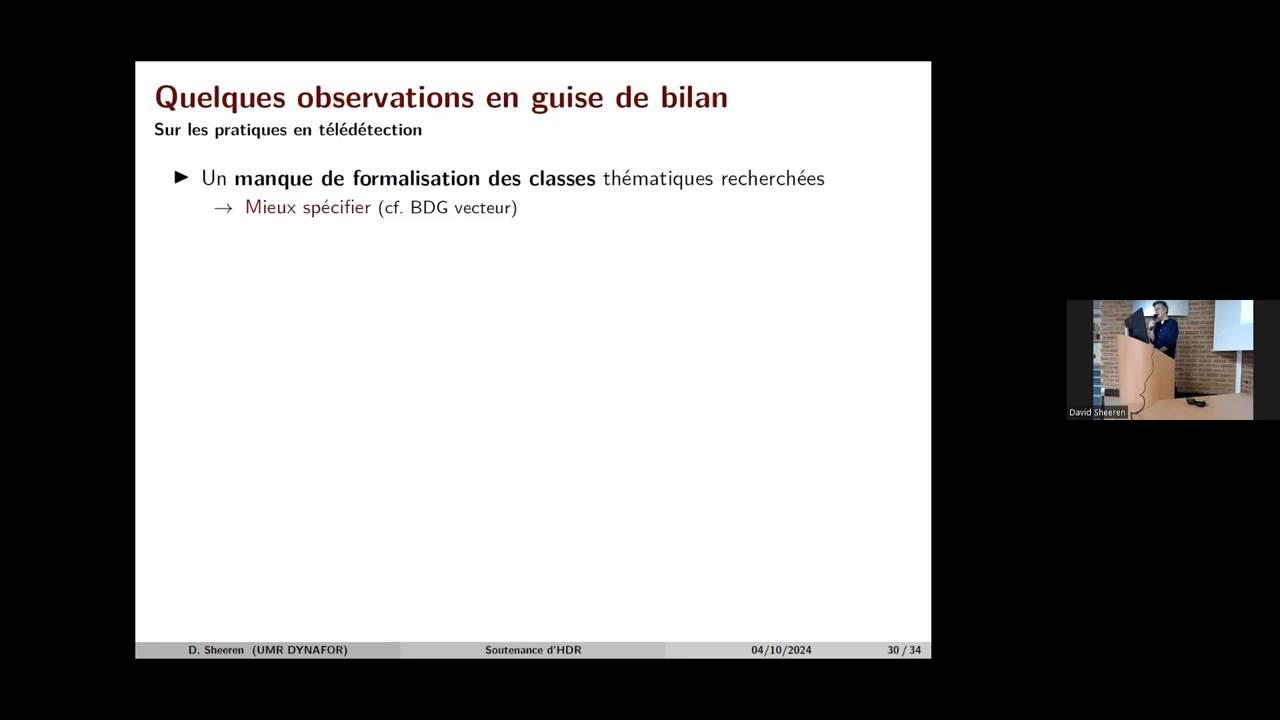 Quelques observations en guise de bilan
Sur les pratiques en télédétection
▶ Un manque de formalisation des classes thématiques recherchées
→ Mieux spécifier (cf. BDG vecteur)
David Sheeren
D. Sheeren (UMR DYNAFOR) Soutenance d'HDR 04/10/2024 30 / 34